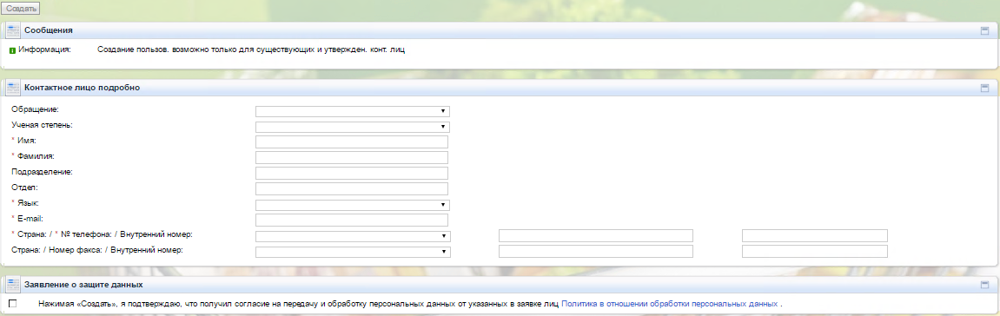 Создать
Сообщения
Информация: Создание пользов. возможно только для существующих и утвержден. конт. лиц
Контактное лицо подробно
Обращение:
Ученая степень:
* Имя:
* Фамилия:
Подразделение:
Отдел:
* Язык:
* E-mail:
* Страна: / * № телефона: / Внутренний номер:
Страна: / Номер факса: / Внутренний номер:
Заявление о защите данных
Нажимая «Создать», я подтверждаю, что получил согласие на передачу и обработку персональных данных от указанных в заявке лиц Политика в отношении обработки персональных данных .